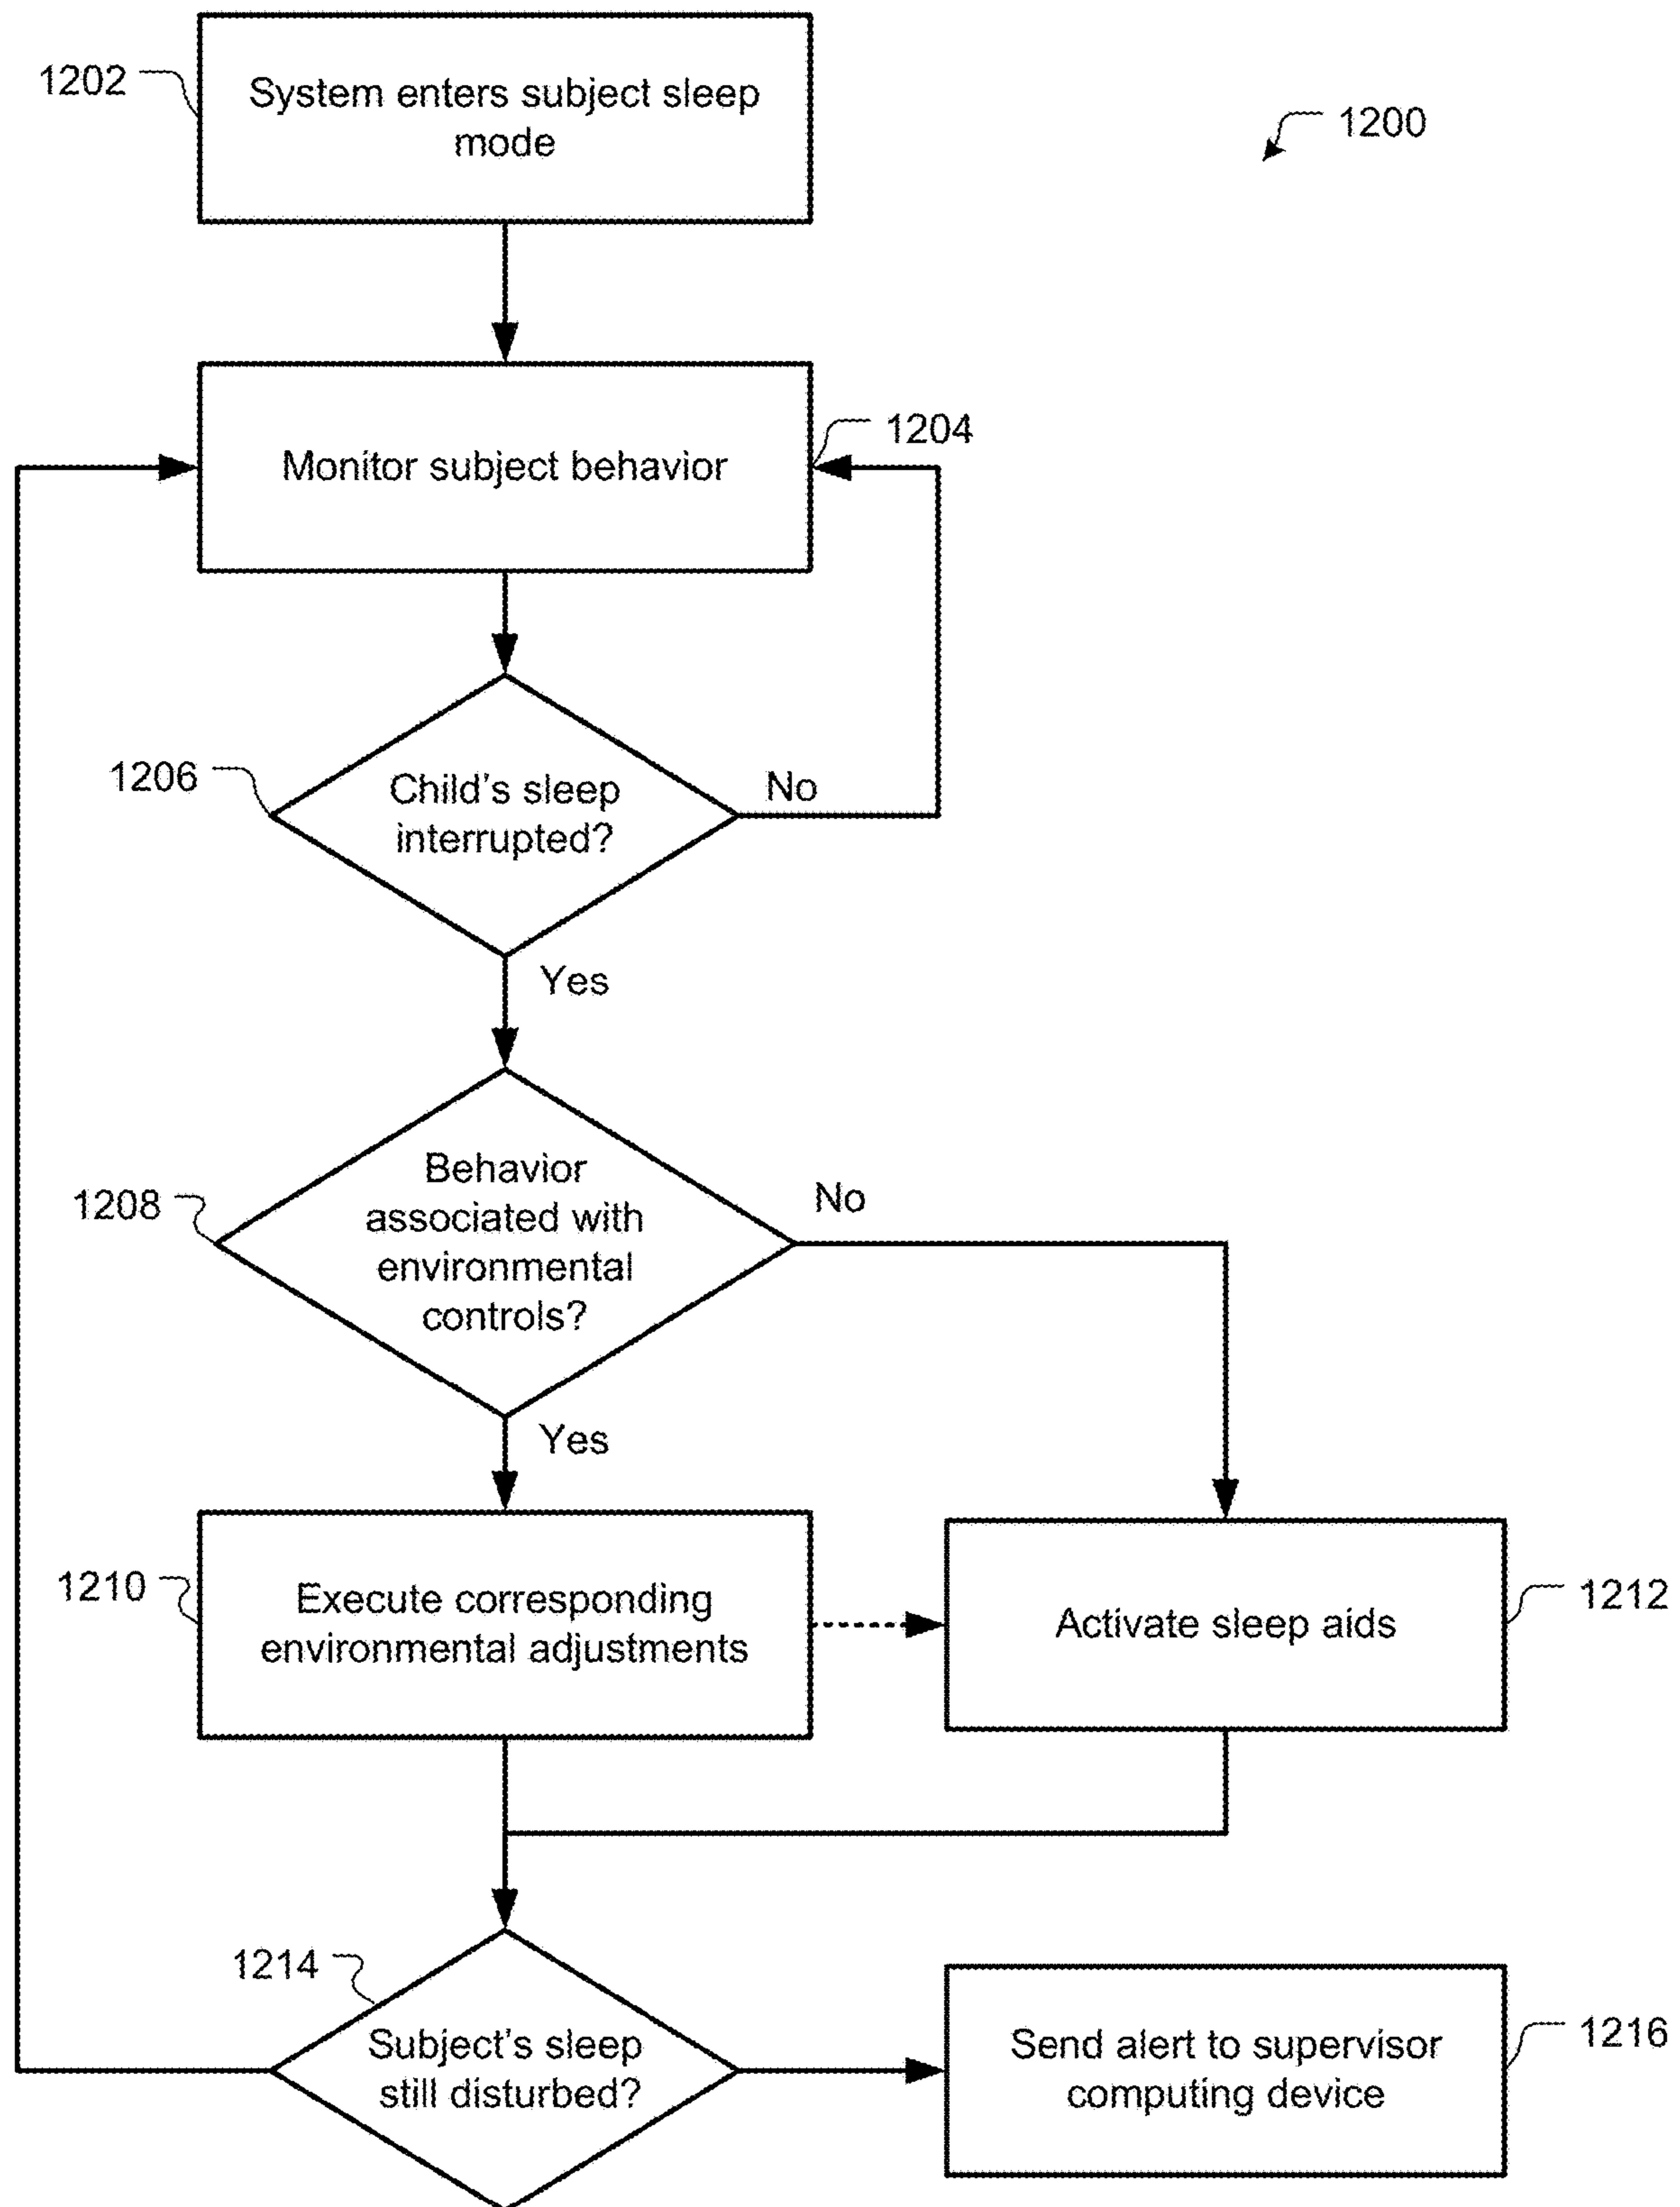 1202
System enters subject sleep
mode
1200
1204
Monitor subject behavior
1206
Child's sleep
interrupted?
No
Yes
1208
Behavior
associated with
environmental
controls?
No
Yes
1210
Execute corresponding
environmental adjustments
Activate sleep aids
1212
1214
Subject's sleep
still disturbed?
Send alert to supervisor
computing device
1216